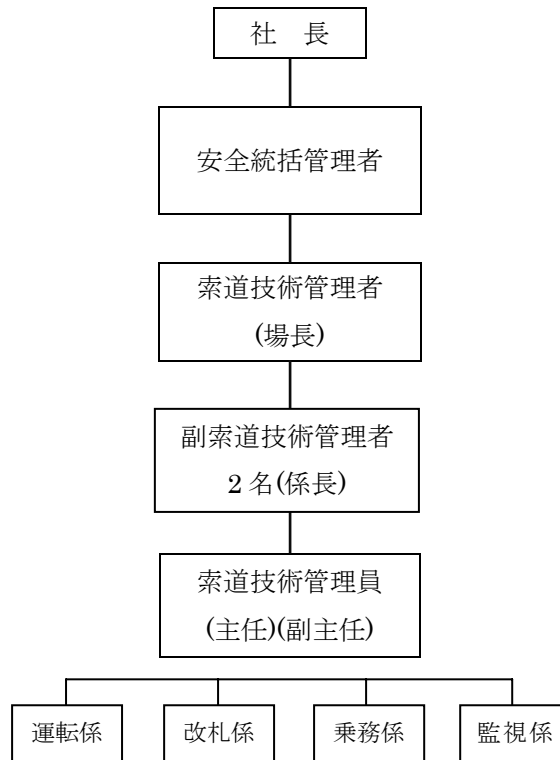 社　長
安全統括管理者
索道技術管理者
(場長)
副索道技術管理者
2 名(係長)
索道技術管理員
(主任)(副主任)
運転係
改札係
乗務係
監視係